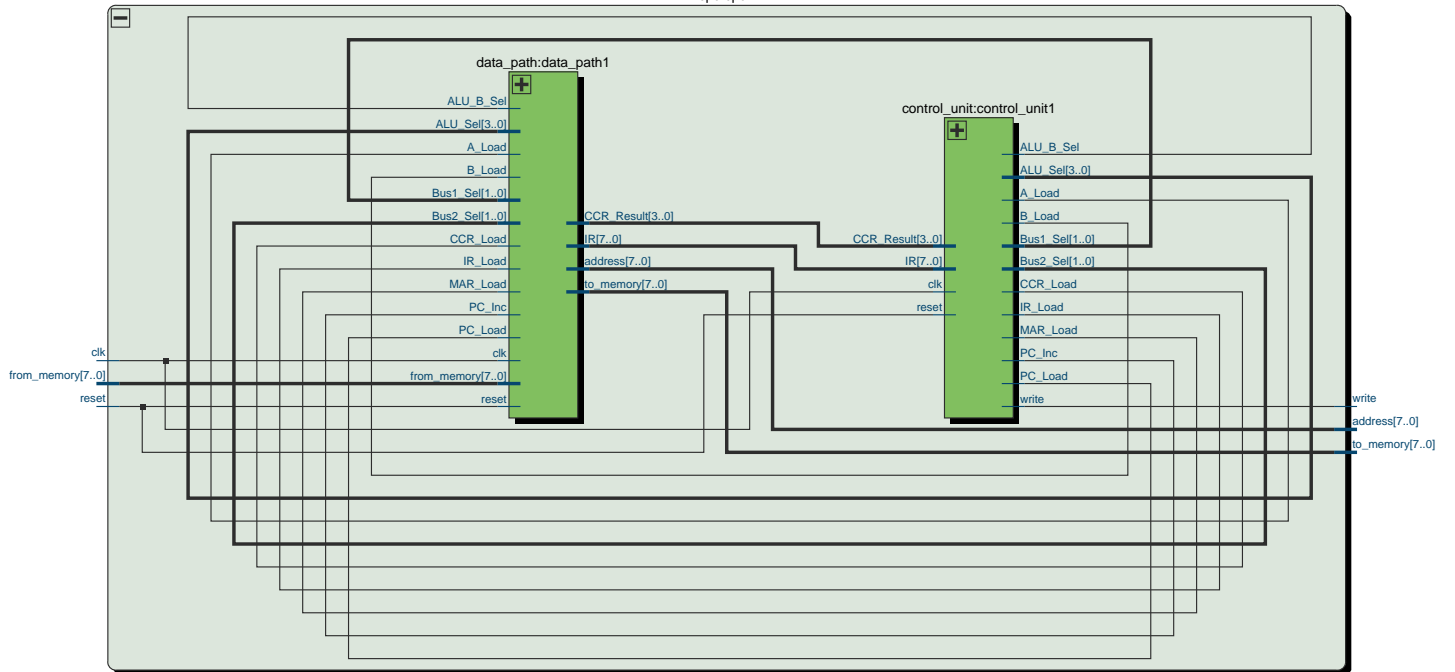 data_path:data_path1
ALU_B_Sel
ALU_Sel[3..0]
A_Load
B_Load
Bus1_Sel[1..0]
Bus2_Sel[1..0]
CCR_Load
IR_Load
MAR_Load
PC_Inc
PC_Load
clk
from_memory[7..0]
reset
CCR_Result[3..0]
IR[7..0]
address[7..0]
to_memory[7..0]
control_unit:control_unit1
CCR_Result[3..0]
IR[7..0]
clk
reset
ALU_B_Sel
ALU_Sel[3..0]
A_Load
B_Load
Bus1_Sel[1..0]
Bus2_Sel[1..0]
CCR_Load
IR_Load
MAR_Load
PC_Inc
PC_Load
write
clk
from_memory[7..0]
reset
write
address[7..0]
to_memory[7..0]